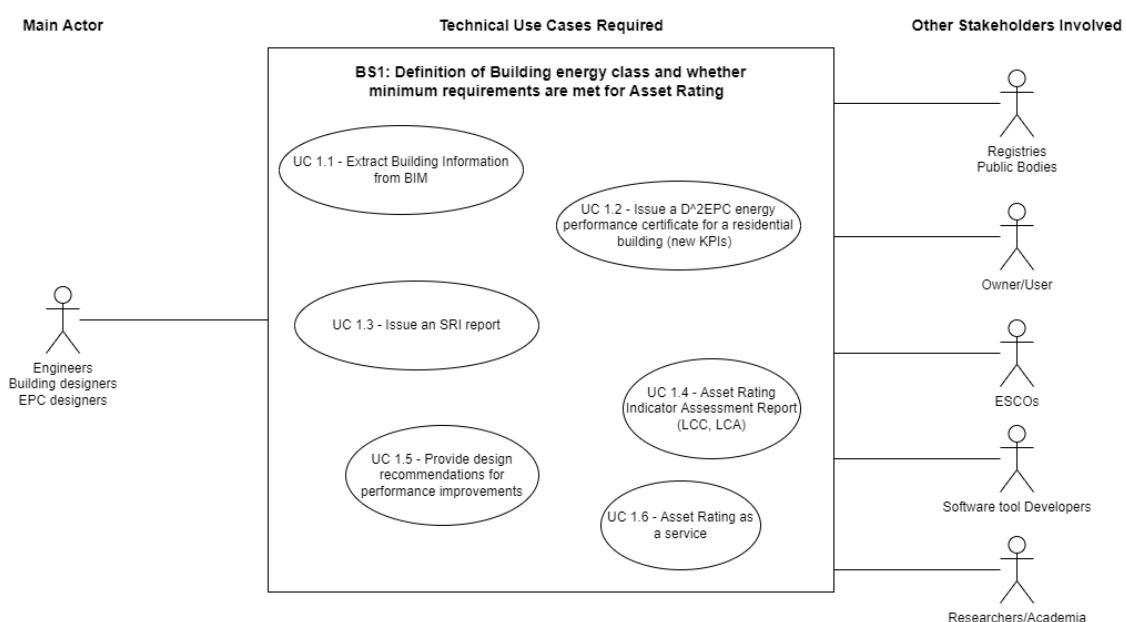 Main Actor
Technical Use Cases Required
Other Stakeholders Involved
BS1: Definition of Building energy class and whether
minimum requirements are met for Asset Rating
UC 1.1 - Extract Building Information
from BIM
UC 1.2 - Issue a D^2EPC energy
performance certificate for a residential
building (new KPIs)
UC 1.3 - Issue an SRI report
UC 1.4 - Asset Rating
Indicator Assessment Report
(LCC, LCA)
UC 1.5 - Provide design
recommendations for
performance improvements
UC 1.6 - Asset Rating as
a service
Engineers
Building designers
EPC designers
Registries
Public Bodies
Owner/User
ESCOs
Software tool Developers
Researchers/Academia